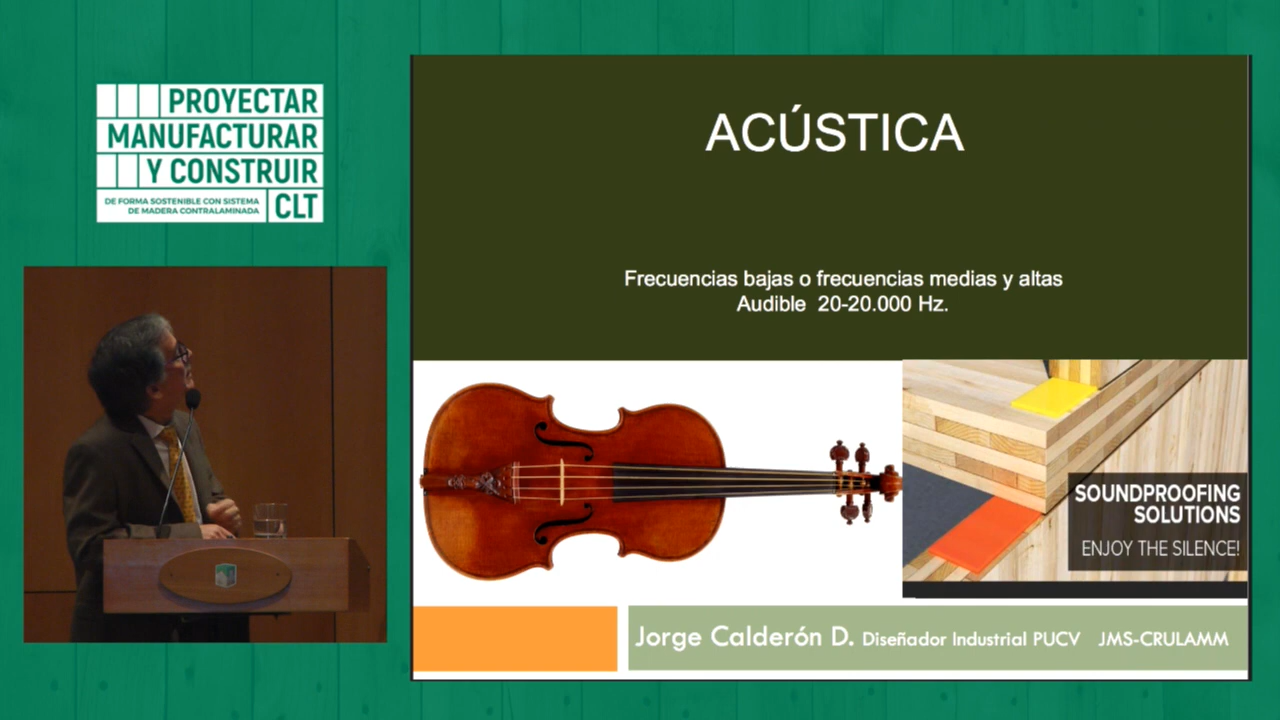 PROYECTAR
MANUFACTURAR
Y CONSTRUIR
DE FORMA SOSTENIBLE CON SISTEMA
DE MADERA CONTRALAMINADA
CLT
ACÚSTICA
Frecuencias bajas o frecuencias medias y altas
Audible 20-20.000 Hz.
SOUNDPROOFING
SOLUTIONS
ENJOY THE SILENCE!
Jorge Calderón D. Diseñador Industrial PUCV JMS-CRULAMM